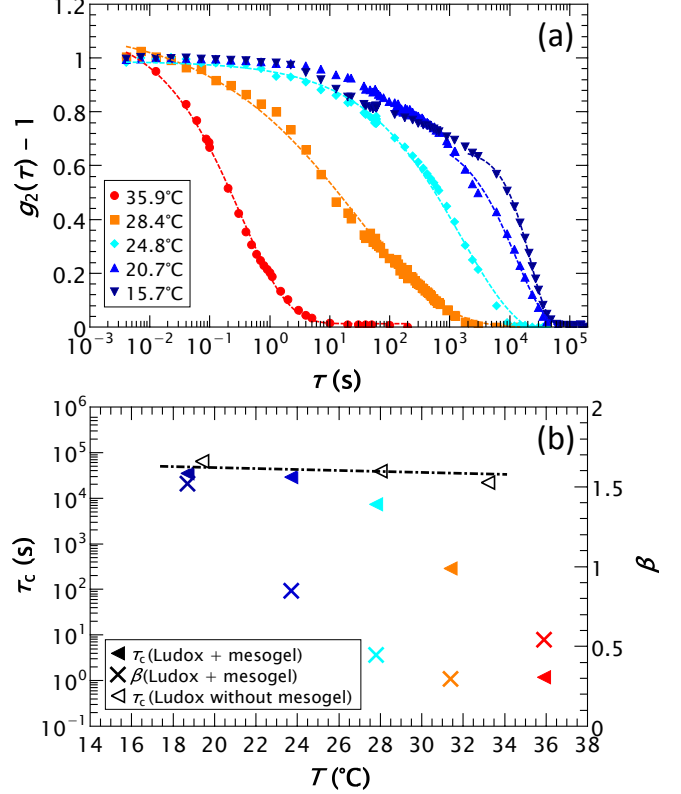 1.2
1
0.8
0.6
0.4
0.2
0
g₂(τ) − 1
(a)
35.9°C
28.4°C
24.8°C
20.7°C
15.7°C
10⁻³ 10⁻² 10⁻¹ 10⁰ 10¹ 10² 10³ 10⁴ 10⁵
τ (s)
10⁶
10⁵
10⁴
10³
10²
10¹
10⁰
10⁻¹
τc (s)
(b)
2
1.5
1
0.5
0
β
τc(Ludox + mesogel)
β(Ludox + mesogel)
τc(Ludox without mesogel)
14 16 18 20 22 24 26 28 30 32 34 36 38
T (°C)